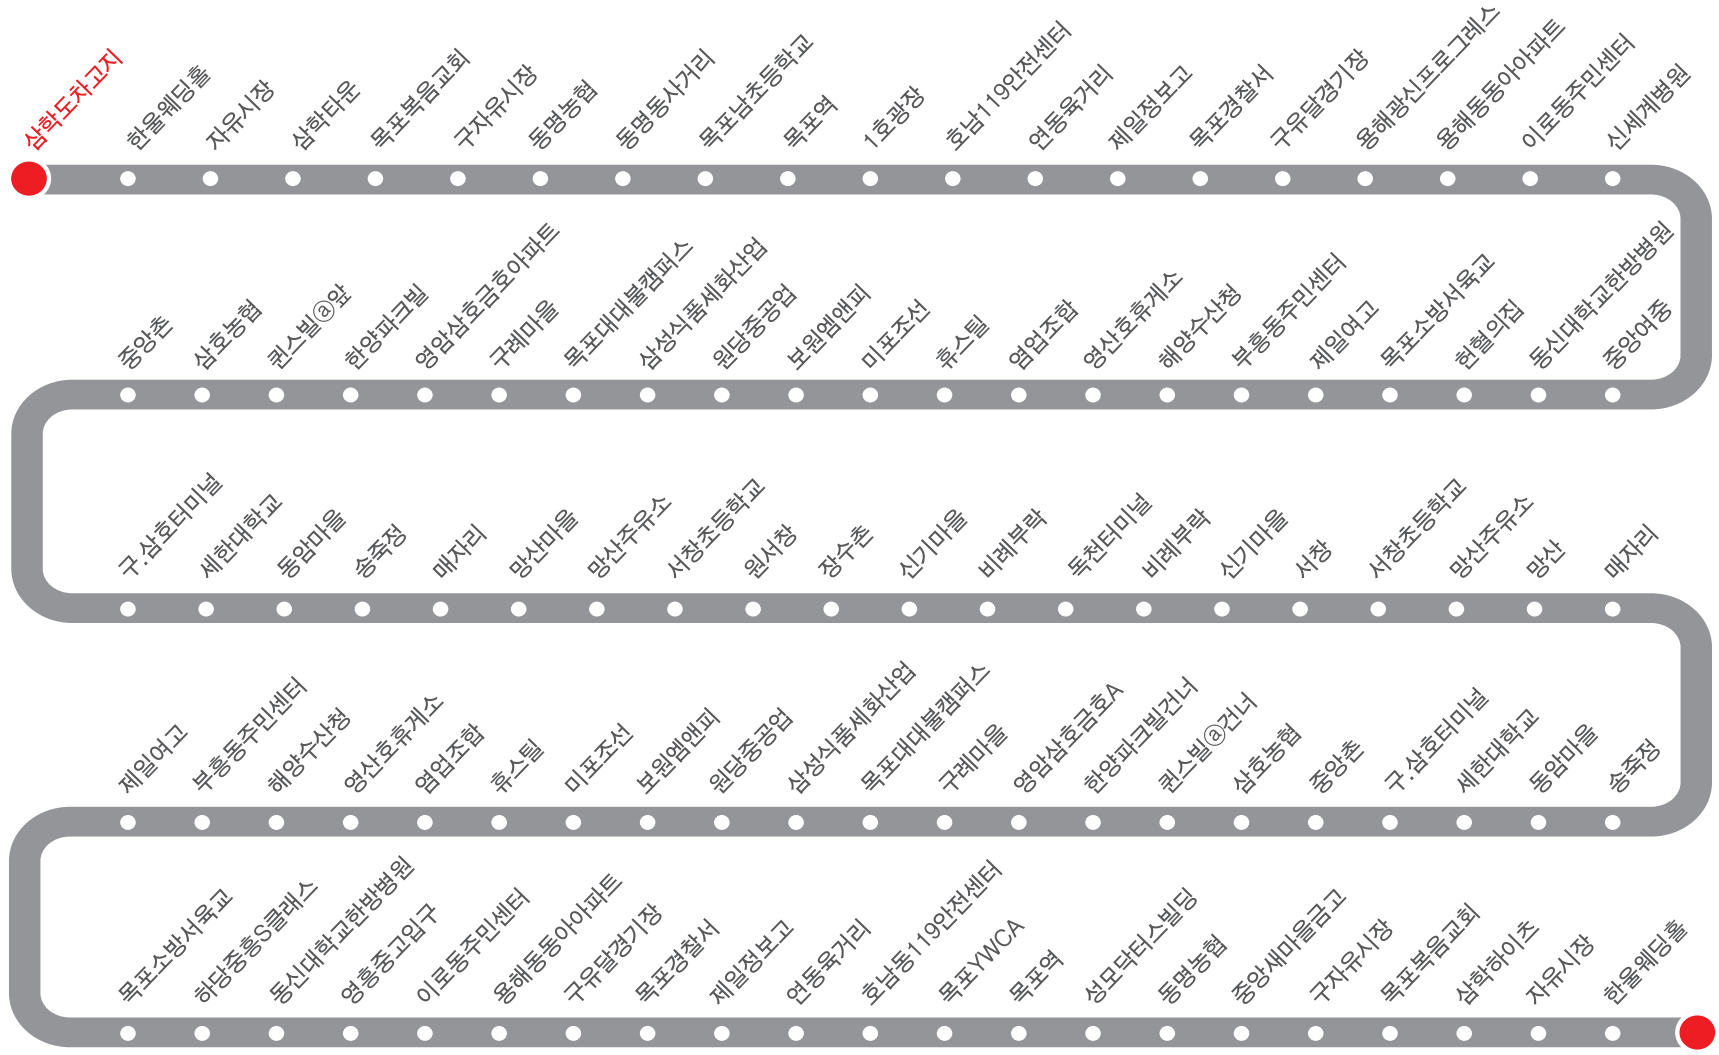 삼학도차고지
한울웨딩홀
자유시장
삼학타운
목포복음교회
구자유시장
동명농협
동명동사거리
목포남초등학교
목포역
1호광장
호남119안전센터
연동육거리
제일정보고
목포경찰서
구유달경기장
용해광신프로그레스
용해동동아아파트
이로동주민센터
신세계병원
중앙촌
삼호농협
퀸스빌ⓐ앞
한양파크빌
영암삼호금호아파트
구레마을
목포대대불캠퍼스
삼성식품세화산업
원당중공업
보원엠앤피
미포조선
휴스틸
염업조합
영산호휴게소
해양수산청
부흥동주민센터
제일여고
목포소방서육교
헌혈의집
동신대학교한방병원
중앙여중
구.삼호터미널
세한대학교
동암마을
송죽정
매자리
망산마을
망산주유소
서창초등학교
원서창
장수촌
신기마을
비례부락
독천터미널
비례부락
신기마을
서창
서창초등학교
망산주유소
망산
매자리
제일여고
부흥동주민센터
해양수산청
영산호휴게소
염업조합
휴스틸
미포조선
보원엠앤피
원당중공업
삼성식품세화산업
목포대대불캠퍼스
구레마을
영암삼호금호A
한양파크빌건너
퀸스빌ⓐ건너
삼호농협
중앙촌
구.삼호터미널
세한대학교
동암마을
송죽정
목포소방서육교
하당중흥S클래스
동신대학교한방병원
영흥중고입구
이로동주민센터
용해동동아아파트
구유달경기장
목포경찰서
제일정보고
연동육거리
호남동119안전센터
목포YWCA
목포역
성모닥터스빌딩
동명농협
중앙새마을금고
구자유시장
목포복음교회
삼학하이츠
자유시장
한울웨딩홀